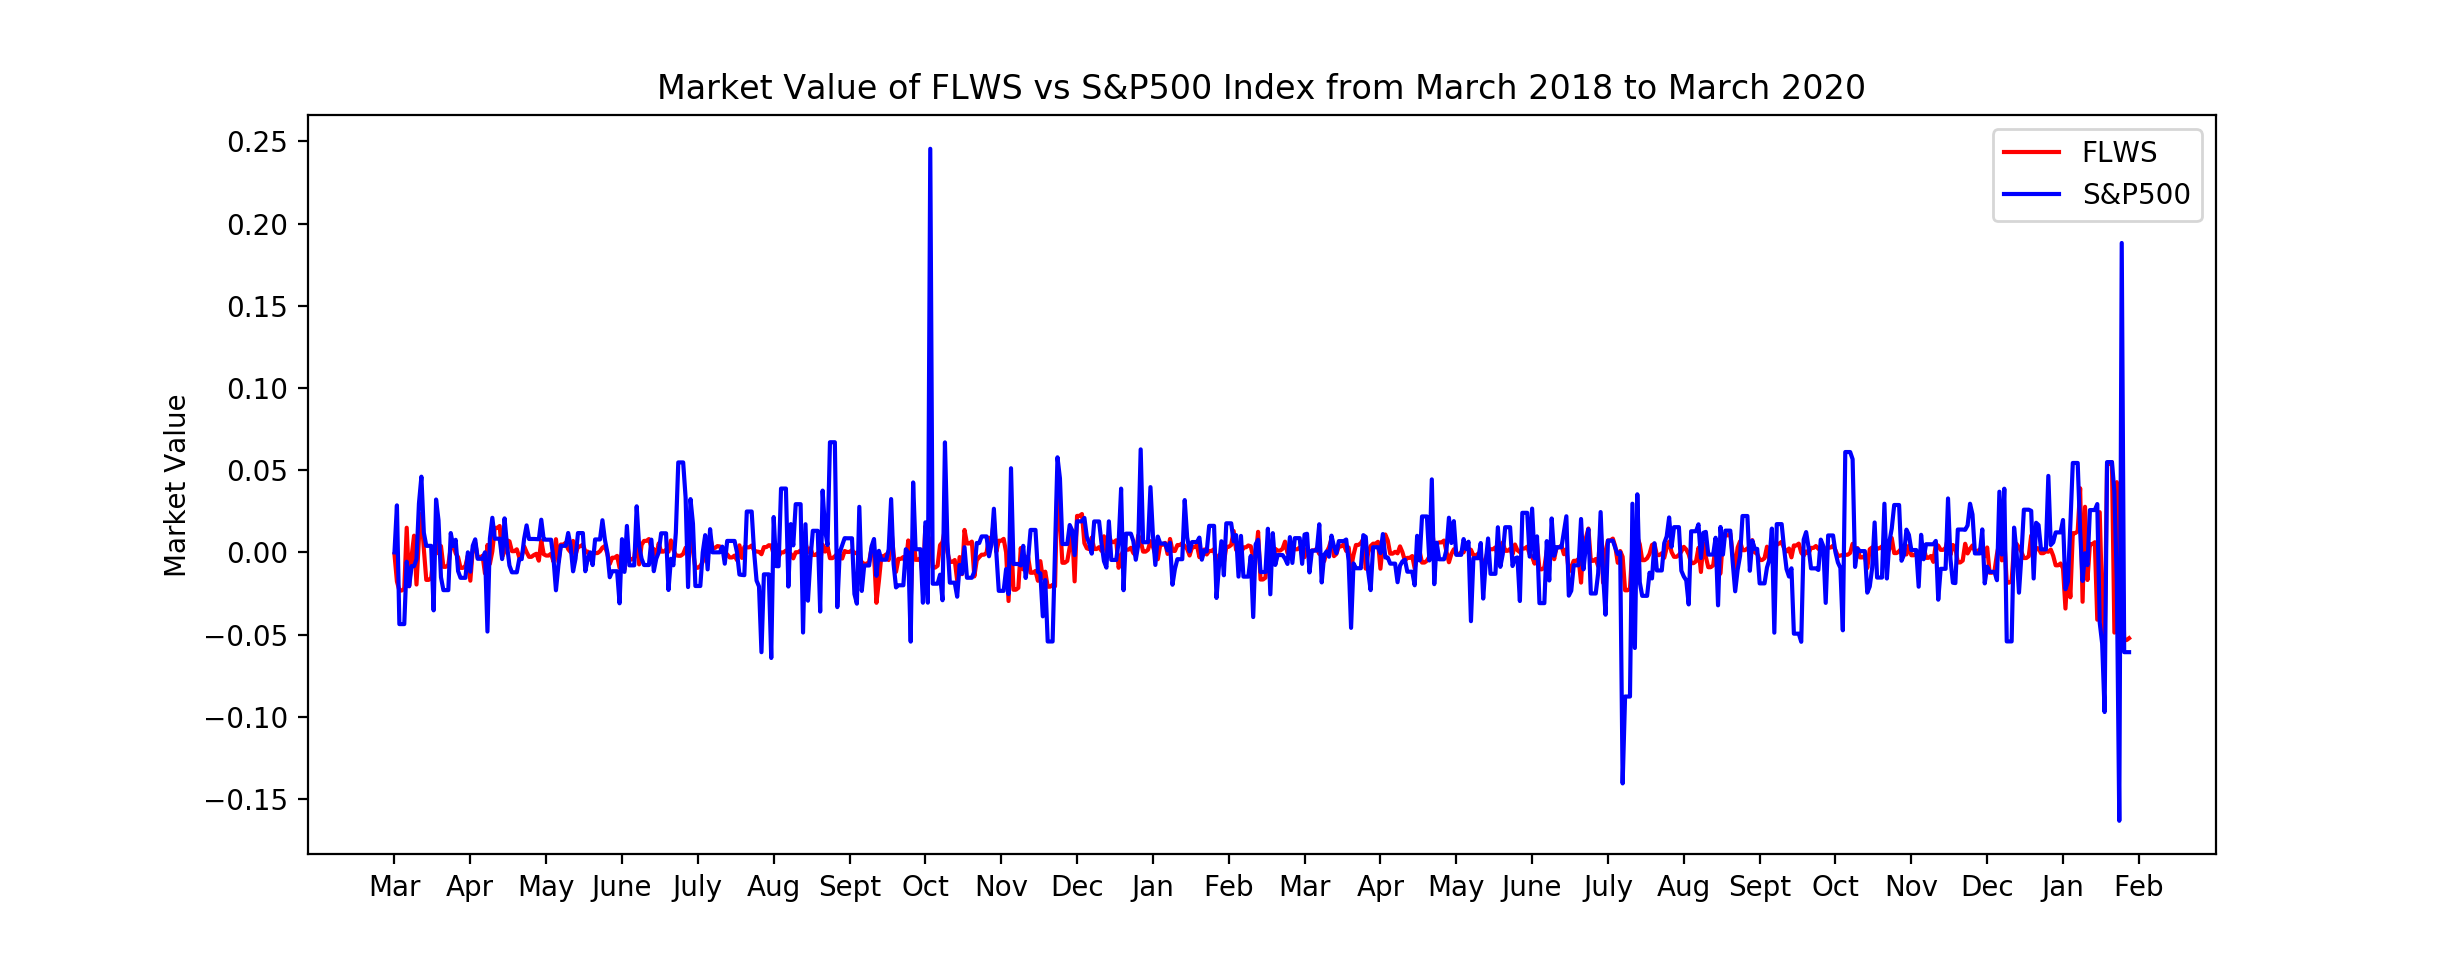 Market Value of FLWS vs S&P500 Index from March 2018 to March 2020
FLWS
S&P500
Market Value
0.25
0.20
0.15
0.10
0.05
0.00
−0.05
−0.10
−0.15
Mar Apr May June July Aug Sept Oct Nov Dec Jan Feb Mar Apr May June July Aug Sept Oct Nov Dec Jan Feb